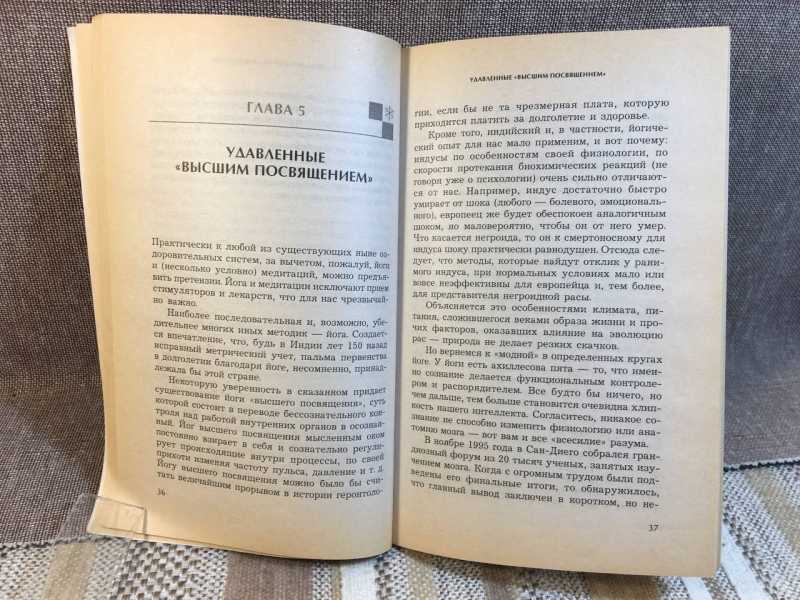 ГЛАВА 5
УДАВЛЕННЫЕ
«ВЫСШИМ ПОСВЯЩЕНИЕМ»
Практически к любой из существующих ныне оз-
доровительных систем, за вычетом, пожалуй, йоги
и (несколько условно) медитаций, можно предъя-
вить претензии. Йога и медитации исключают прием
стимуляторов и лекарств, что для нас чрезвычай-
но важно.
Наиболее последовательная и, возможно, убе-
дительнее многих иных методик — йога. Создает-
ся впечатление, что, будь в Индии лет 150 назад
исправный метрический учет, пальма первенства
в долголетии благодаря йоге, несомненно, принад-
лежала бы этой стране.
Некоторую уверенность в сказанном придает
существование йоги «высшего посвящения», суть
которой состоит в переводе бессознательного кон-
троля над работой внутренних органов в осознан-
ный. Йог высшего посвящения мысленным оком
постоянно взирает в себя и сознательно регули-
рует происходящие внутри процессы, по своей
прихоти изменяя частоту пульса, давление и т. д.
Йогу высшего посвящения можно было бы счи-
тать величайшим прорывом в истории геронтоло-
36
УДАВЛЕННЫЕ «ВЫСШИМ ПОСВЯЩЕНИЕМ»
гии, если бы не та чрезмерная плата, которую
приходится платить за долголетие и здоровье.
Кроме того, индийский и, в частности, йогиче-
ский опыт для нас мало применим, и вот почему:
индусы по особенностям своей физиологии, по
скорости протекания биохимических реакций (не
говоря уже о психологии) очень сильно отличают-
ся от нас. Например, индус достаточно быстро
умирает от шока (любого — болевого, эмоциональ-
ного), европеец же будет обеспокоен аналогичным
шоком, но маловероятно, чтобы он от него умер.
Что касается негроида, то он к смертоносному для
индуса шоку практически равнодушен. Отсюда сле-
дует, что методы, которые найдут отклик у рани-
мого индуса, при нормальных условиях мало или
вовсе неэффективны для европейца и, тем более,
для представителя негроидной расы.
Объясняется это особенностями климата, пи-
тания, сложившегося веками образа жизни и про-
чих факторов, оказавших влияние на эволюцию
рас — природа не делает резких скачков.
Но вернемся к «модной» в определенных кругах
йоге. У йоги есть ахиллесова пята — то, что имен-
но сознание делается функциональным контроле-
ром и распорядителем. Все будто бы ничего, но
чем дальше, тем больше становится очевидна хлип-
кость нашего интеллекта. Согласитесь, никакое со-
знание не способно изменить физиологию или ана-
томию мозга — вот вам и все «всесилие» разума.
В ноябре 1995 года в Сан-Диего собрался гран-
диозный форум из 20 тысяч ученых, занятых изу-
чением мозга. Когда с огромным трудом были под-
ведены его финальные итоги, то обнаружилось,
что главный вывод заключен в коротком, но не-
37